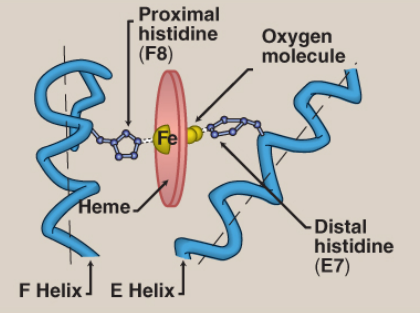 Proximal
histidine
(F8)
Oxygen
molecule
Fe
Heme
Distal
histidine
(E7)
F Helix
E Helix